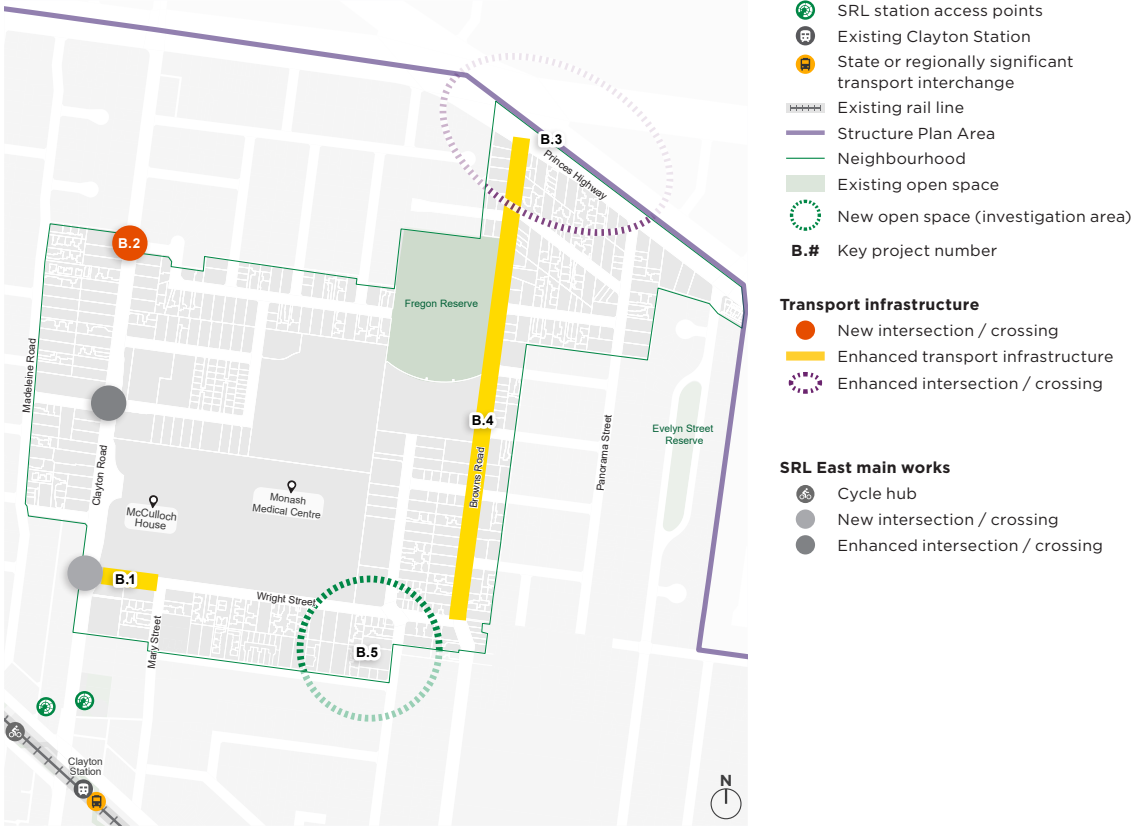 B.3
Princes Highway
B.2
Fregon Reserve
Madeleine Road
B.4
Evelyn Street
Reserve
Panorama Street
Clayton Road
Browns Road
Monash
Medical Centre
McCulloch
House
B.1
Wright Street
Mary Street
B.5
Clayton
Station
N
SRL station access points
Existing Clayton Station
State or regionally significant
transport interchange
Existing rail line
Structure Plan Area
Neighbourhood
Existing open space
New open space (investigation area)
B.# Key project number
Transport infrastructure
New intersection / crossing
Enhanced transport infrastructure
Enhanced intersection / crossing
SRL East main works
Cycle hub
New intersection / crossing
Enhanced intersection / crossing